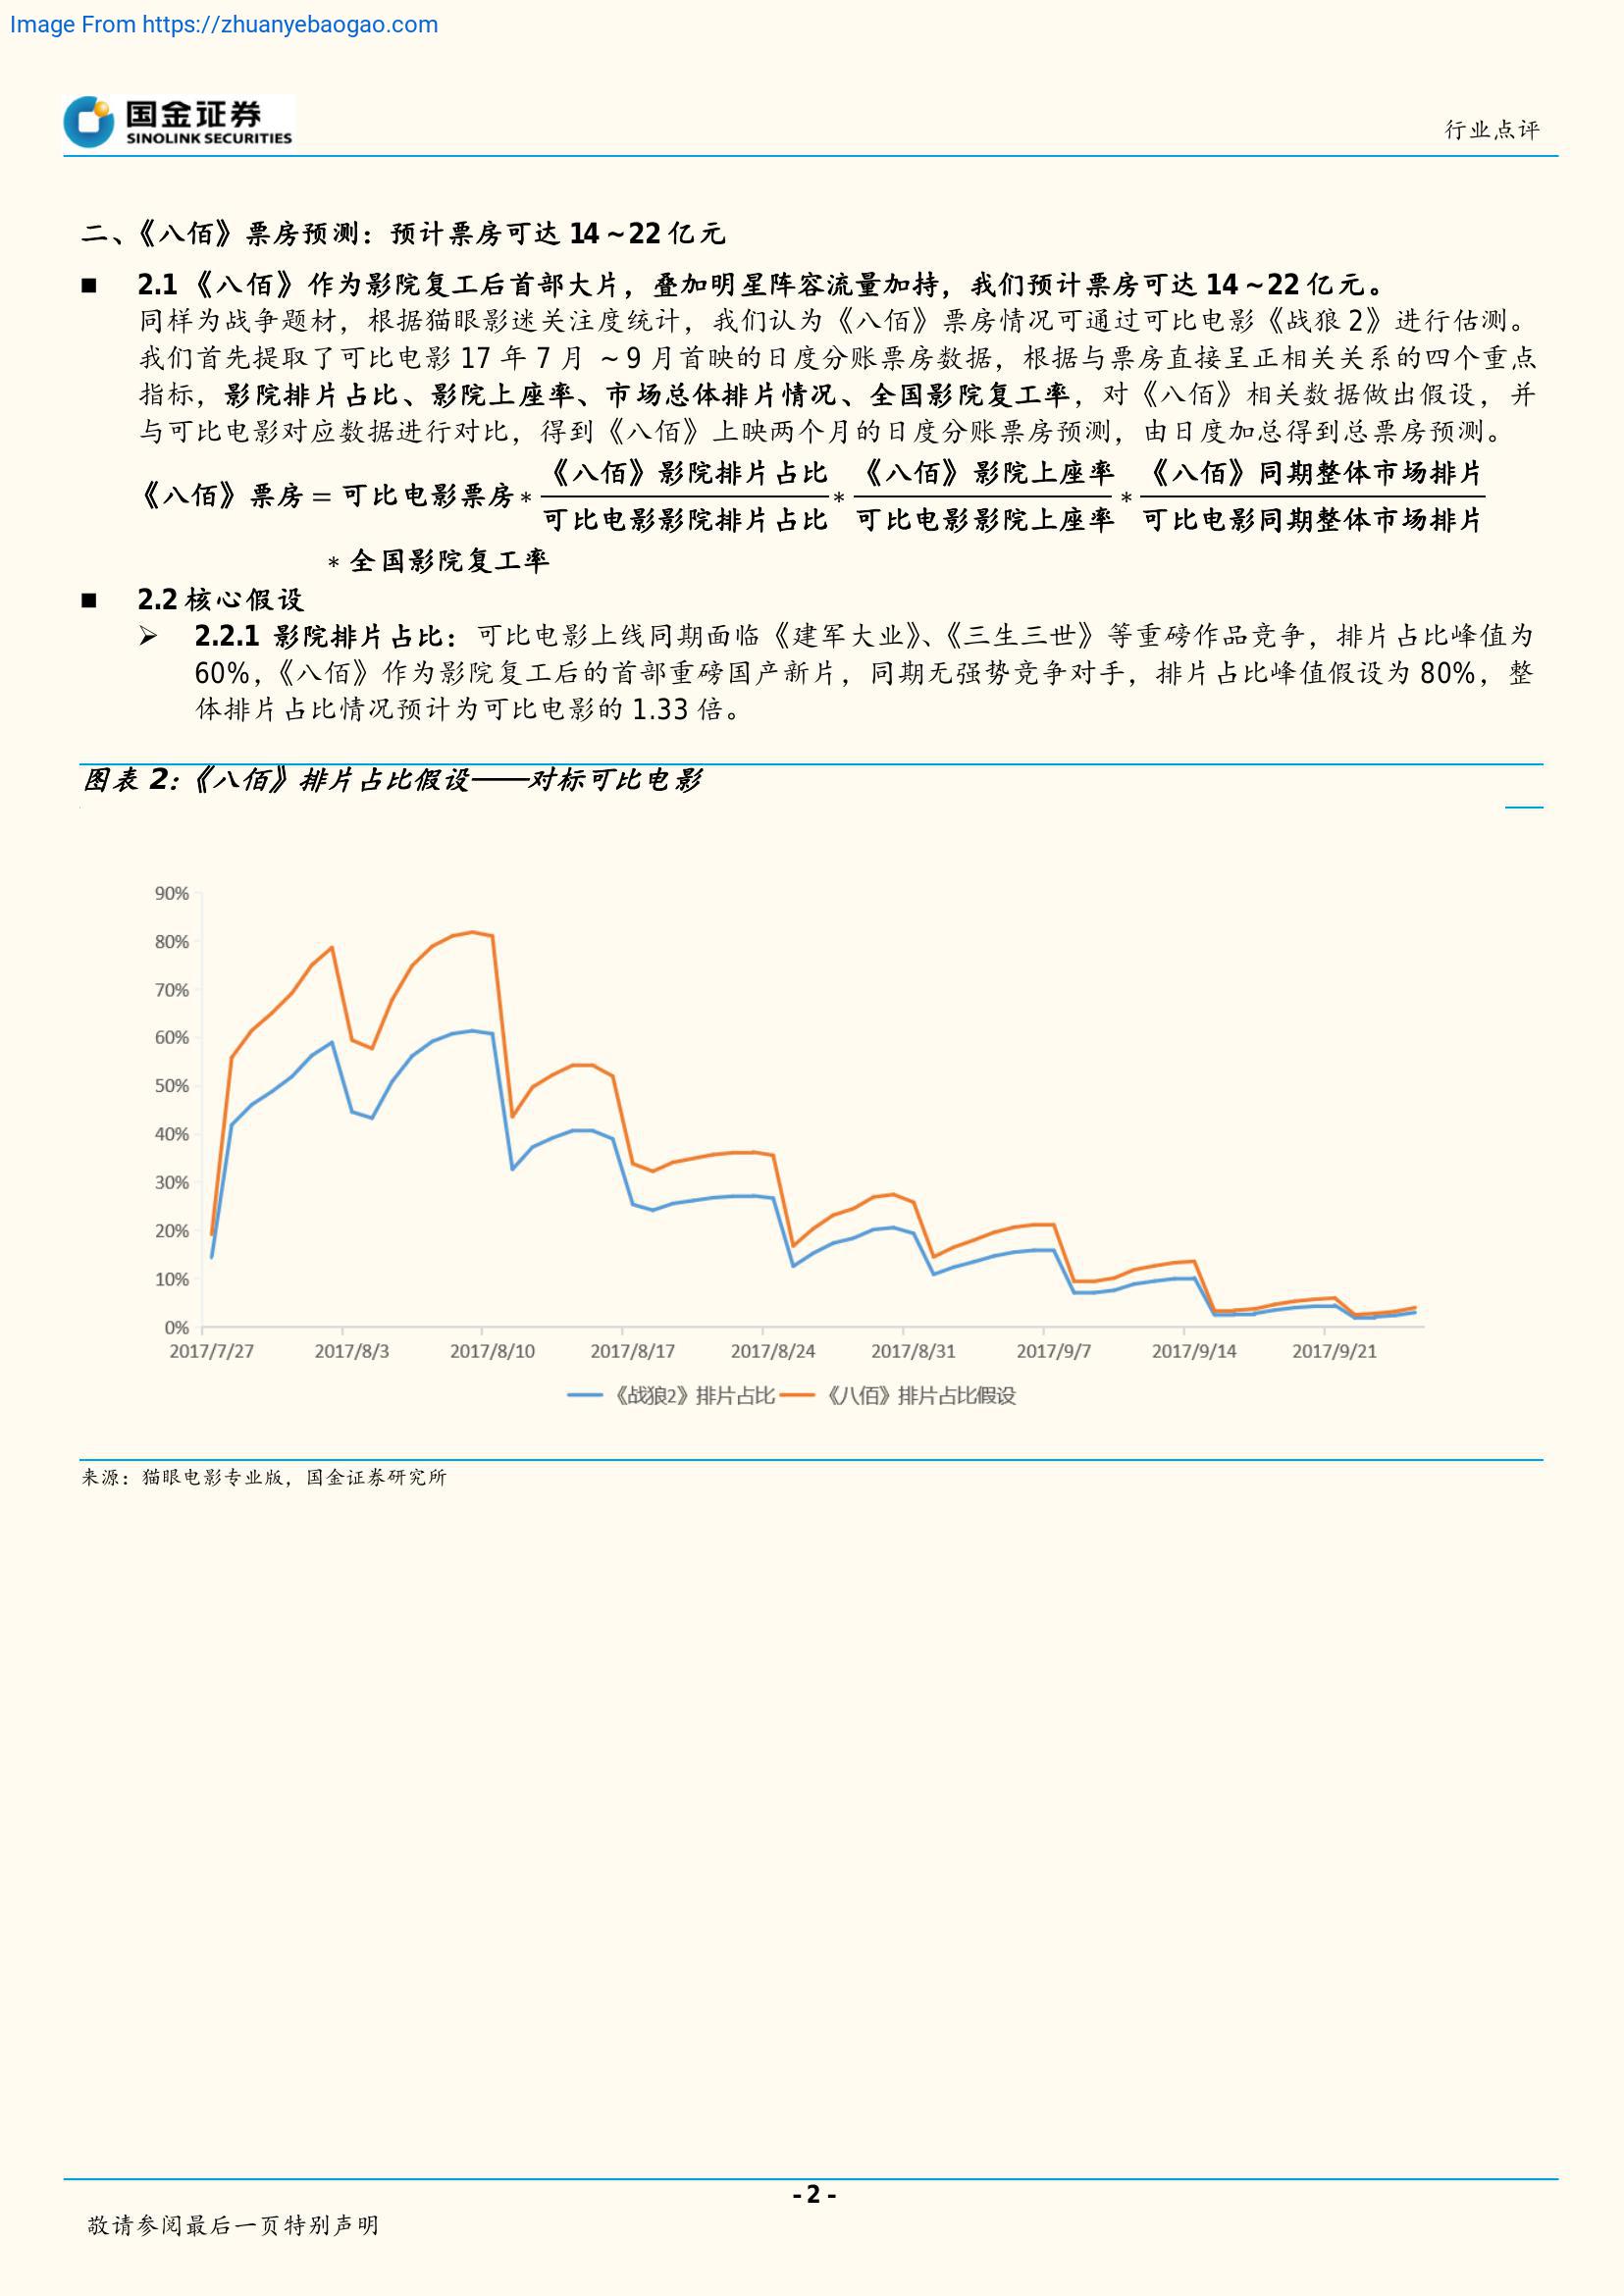 Image From https://zhuanyebaogao.com
国金证券
SINOLINK SECURITIES
行业点评
二、《八佰》票房预测：预计票房可达 14~22 亿元
■ 2.1《八佰》作为影院复工后首部大片，叠加明星阵容流量加持，我们预计票房可达 14~22 亿元。
同样为战争题材，根据猫眼影迷关注度统计，我们认为《八佰》票房情况可通过可比电影《战狼 2》进行估测。
我们首先提取了可比电影 17 年 7 月 ~9 月首映的日度分账票房数据，根据与票房直接呈正相关关系的四个重点
指标，影院排片占比、影院上座率、市场总体排片情况、全国影院复工率，对《八佰》相关数据做出假设，并
与可比电影对应数据进行对比，得到《八佰》上映两个月的日度分账票房预测，由日度加总得到总票房预测。
《八佰》影院排片占比 《八佰》影院上座率 《八佰》同期整体市场排片
《八佰》票房 = 可比电影票房 * * *
可比电影影院排片占比 可比电影影院上座率 可比电影同期整体市场排片
* 全国影院复工率
■ 2.2 核心假设
➢ 2.2.1 影院排片占比：可比电影上线同期面临《建军大业》、《三生三世》等重磅作品竞争，排片占比峰值为
60%，《八佰》作为影院复工后的首部重磅国产新片，同期无强势竞争对手，排片占比峰值假设为 80%，整
体排片占比情况预计为可比电影的 1.33 倍。
图表 2：《八佰》排片占比假设——对标可比电影
90%
80%
70%
60%
50%
40%
30%
20%
10%
0%
2017/7/27 2017/8/3 2017/8/10 2017/8/17 2017/8/24 2017/8/31 2017/9/7 2017/9/14 2017/9/21
《战狼2》排片占比 《八佰》排片占比假设
来源：猫眼电影专业版，国金证券研究所
- 2 -
敬请参阅最后一页特别声明